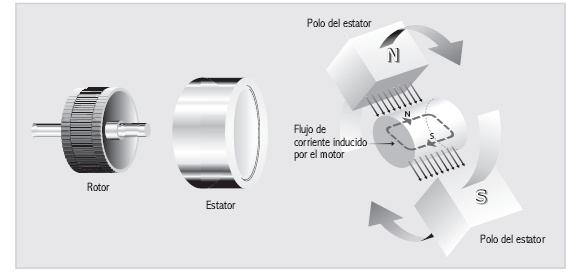 Polo del estator
N
N
Flujo de
corriente inducido
por el motor
S
Rotor
Estator
S
Polo del estator